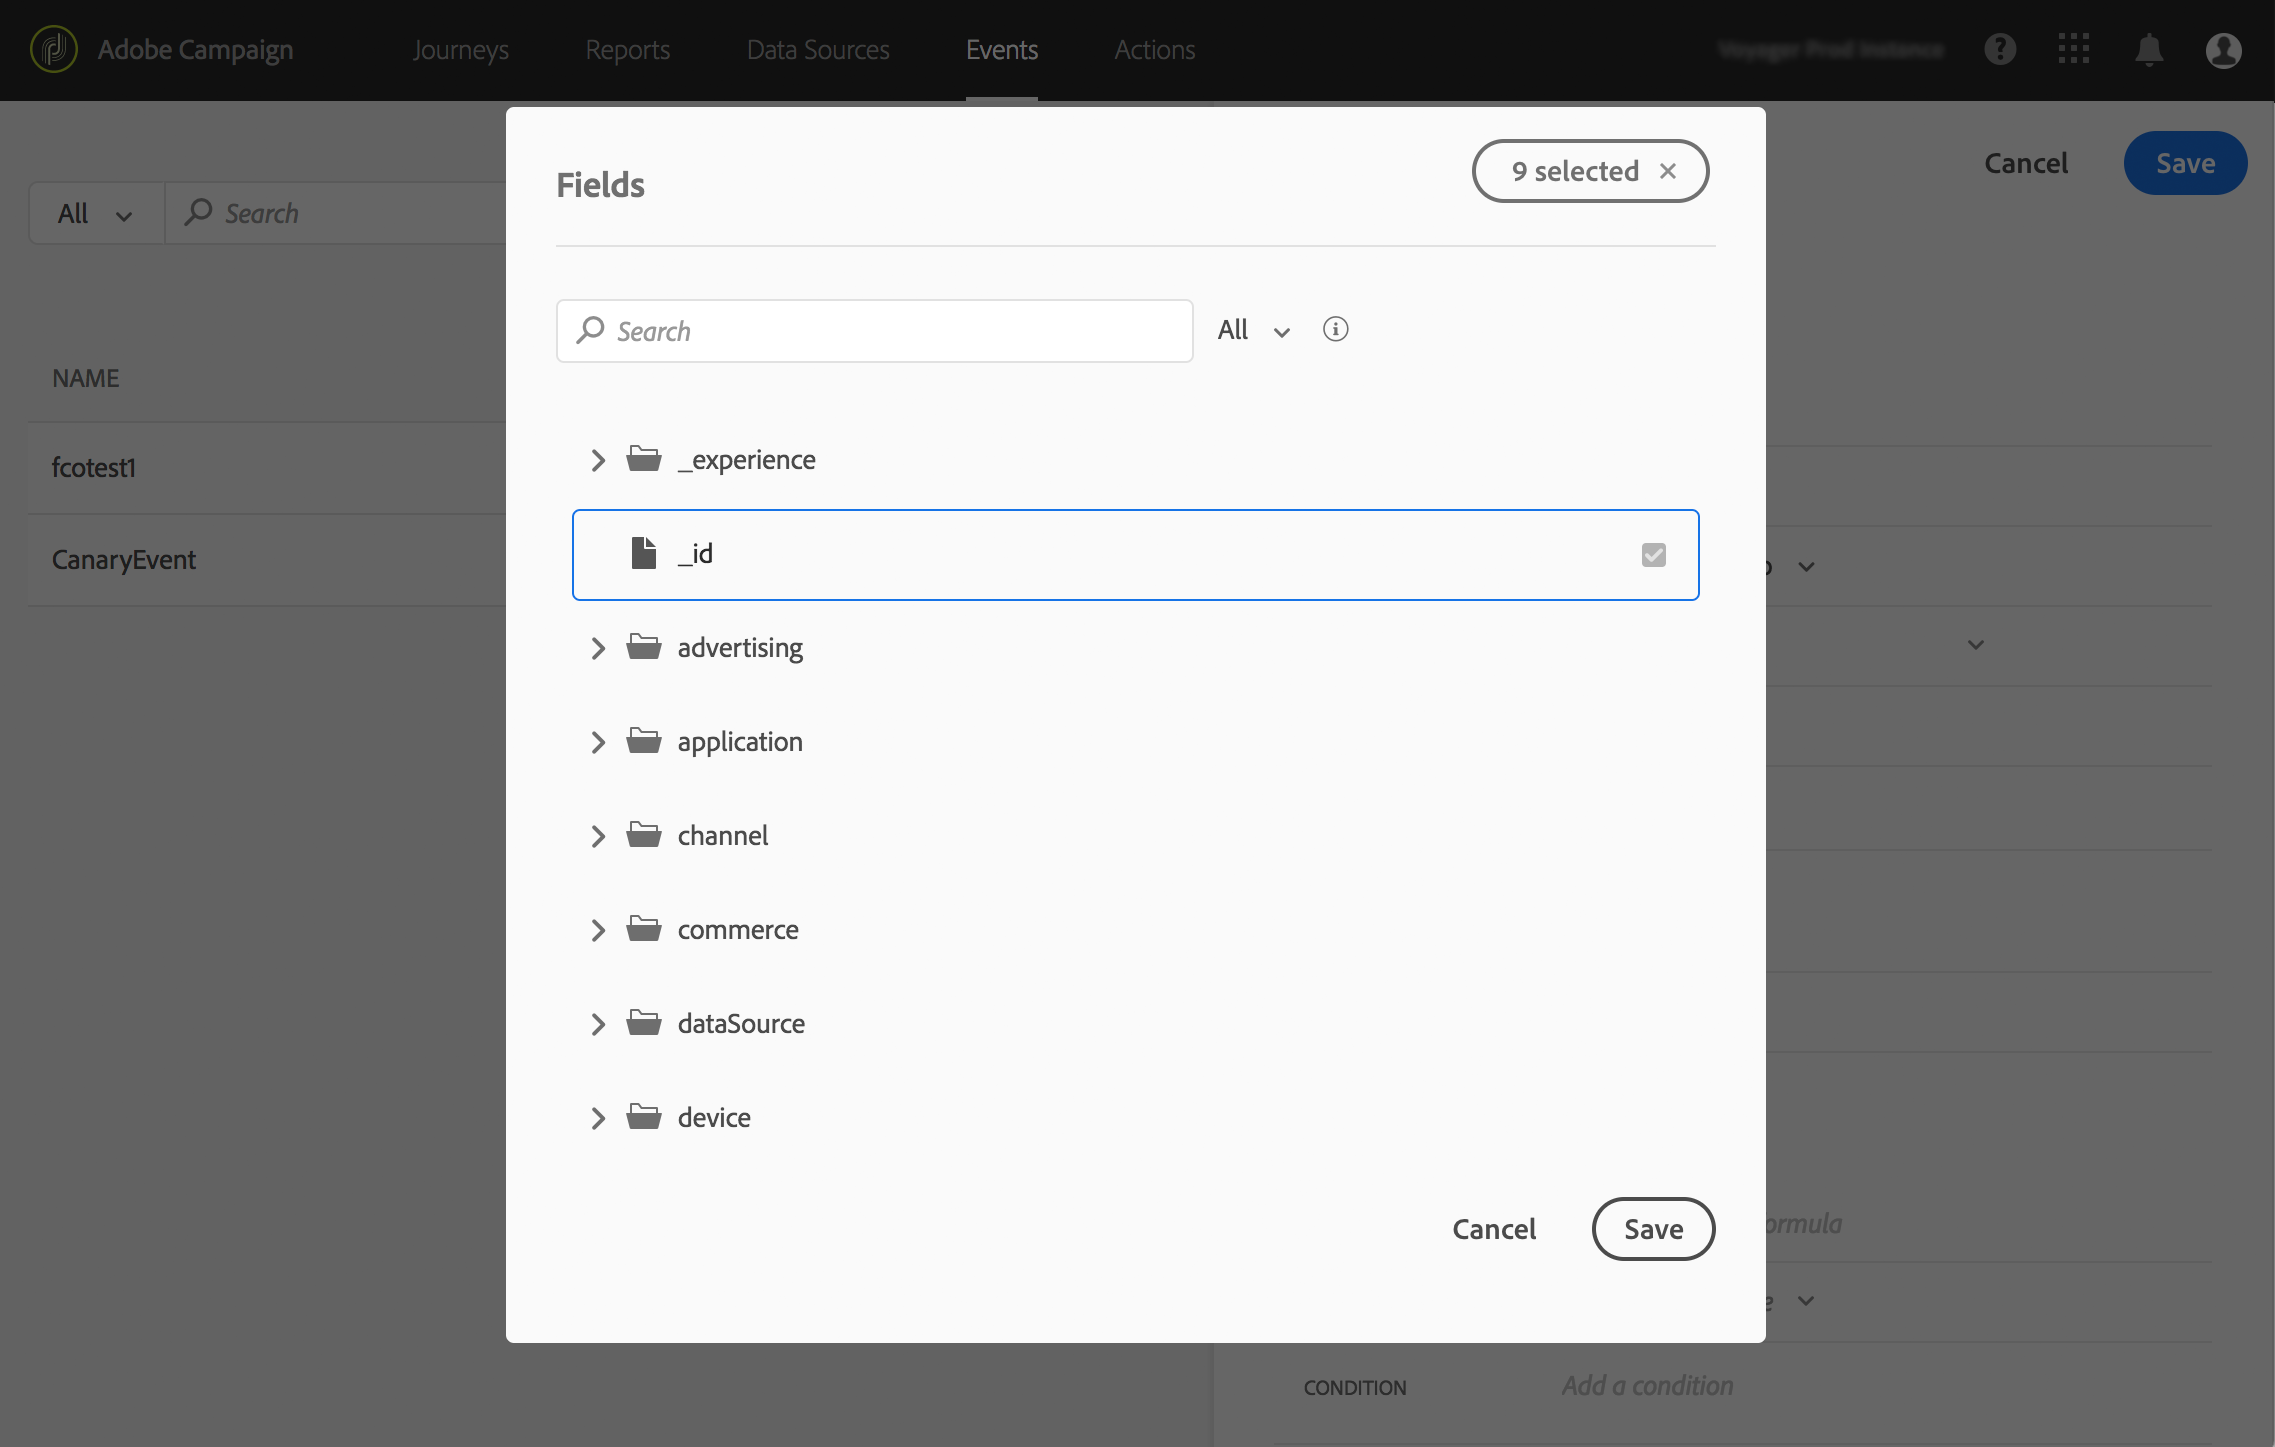 Adobe Campaign Journeys Reports Data Sources Events Actions
Cancel Save
All Search
NAME
fcotest1
CanaryEvent
Fields
9 selected
Search All
_experience
_id
advertising
application
channel
commerce
dataSource
device
Cancel Save
ormula
CONDITION Add a condition